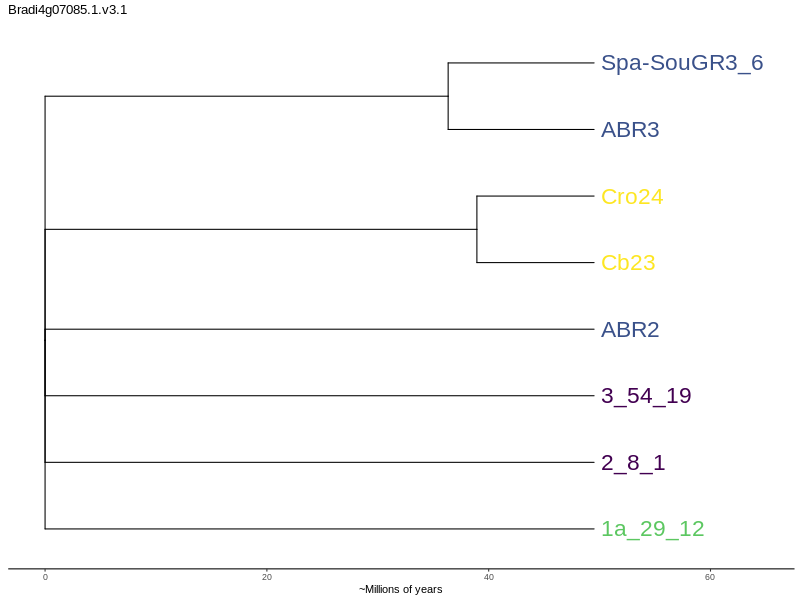 Bradi4g07085.1.v3.1
Spa-SouGR3_6
ABR3
Cro24
Cb23
ABR2
3_54_19
2_8_1
1a_29_12
0 20 40 60
~Millions of years